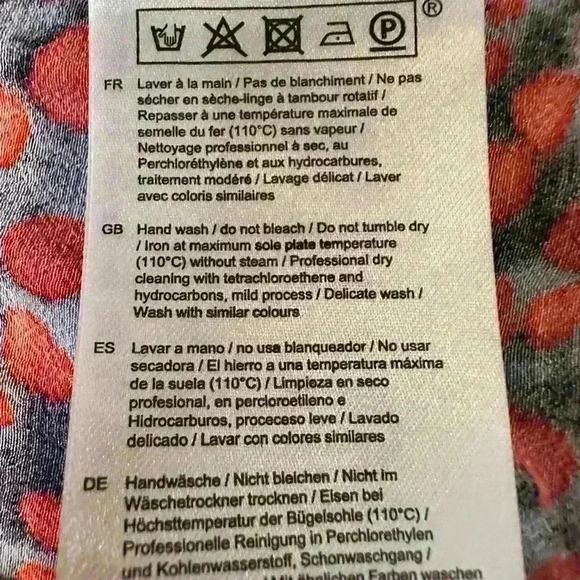 ®
P
FR Laver à la main / Pas de blanchiment / Ne pas
sécher en sèche-linge à tambour rotatif /
Repasser à une température maximale de
semelle du fer (110°C) sans vapeur /
Nettoyage professionnel à sec, au
Perchloréthylène et aux hydrocarbures,
traitement modéré / Lavage délicat / Laver
avec coloris similaires
GB Hand wash / do not bleach / Do not tumble dry
/ Iron at maximum sole plate temperature
(110°C) without steam / Professional dry
cleaning with tetrachloroethene and
hydrocarbons, mild process / Delicate wash /
Wash with similar colours
ES Lavar a mano / no usa blanqueador / No usar
secadora / El hierro a una temperatura máxima
de la suela (110°C) / Limpieza en seco
profesional, en percloroetileno e
Hidrocarburos, proceceso leve / Lavado
delicado / Lavar con colores similares
DE Handwäsche / Nicht bleichen / Nicht im
Wäschetrockner trocknen / Eisen bei
Höchsttemperatur der Bügelsohle (110°C) /
Professionelle Reinigung in Perchlorethylen
und Kohlenwasserstoff, Schonwaschgang /
Mit ähnlichen Farben waschen